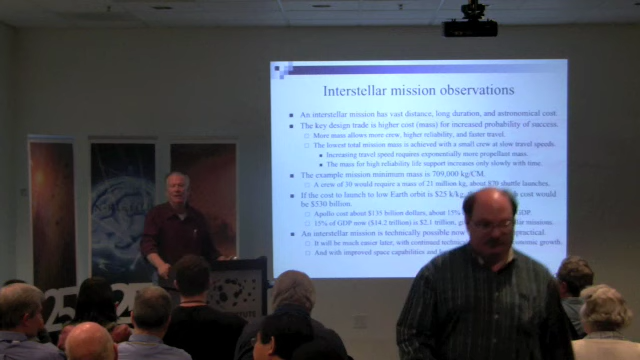 Interstellar mission observations
An interstellar mission has vast distance, long duration, and astronomical cost.
The key design trade is higher cost (mass) for increased probability of success.
More mass allows more crew, higher reliability, and faster travel.
The lowest total mission mass is achieved with a small crew at slow travel speeds.
Increasing travel speed requires exponentially more propellant mass.
The mass for high reliability life support increases only slowly with time.
The example mission minimum mass is 709,000 kg/CM.
A crew of 30 would require a mass of 21 million kg, about 870 shuttle launches.
If the cost to launch to low Earth orbit is $25 k/kg, cost would
be $530 billion.
Apollo cost about $135 billion dollars, about 15% GDP
15% of GDP now ($14.2 trillion) is $2.1 trillion, missions.
An interstellar mission is technically possible now practical.
It will be much easier later, with continued economic growth.
And with improved space capabilities and